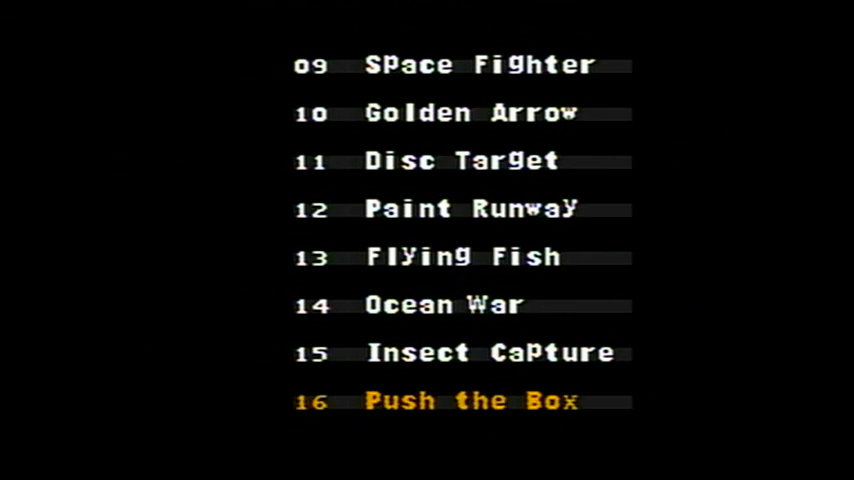 09 Space Fighter
10 Golden Arrow
11 Disc Target
12 Paint Runway
13 Flying Fish
14 Ocean War
15 Insect Capture
16 Push the Box